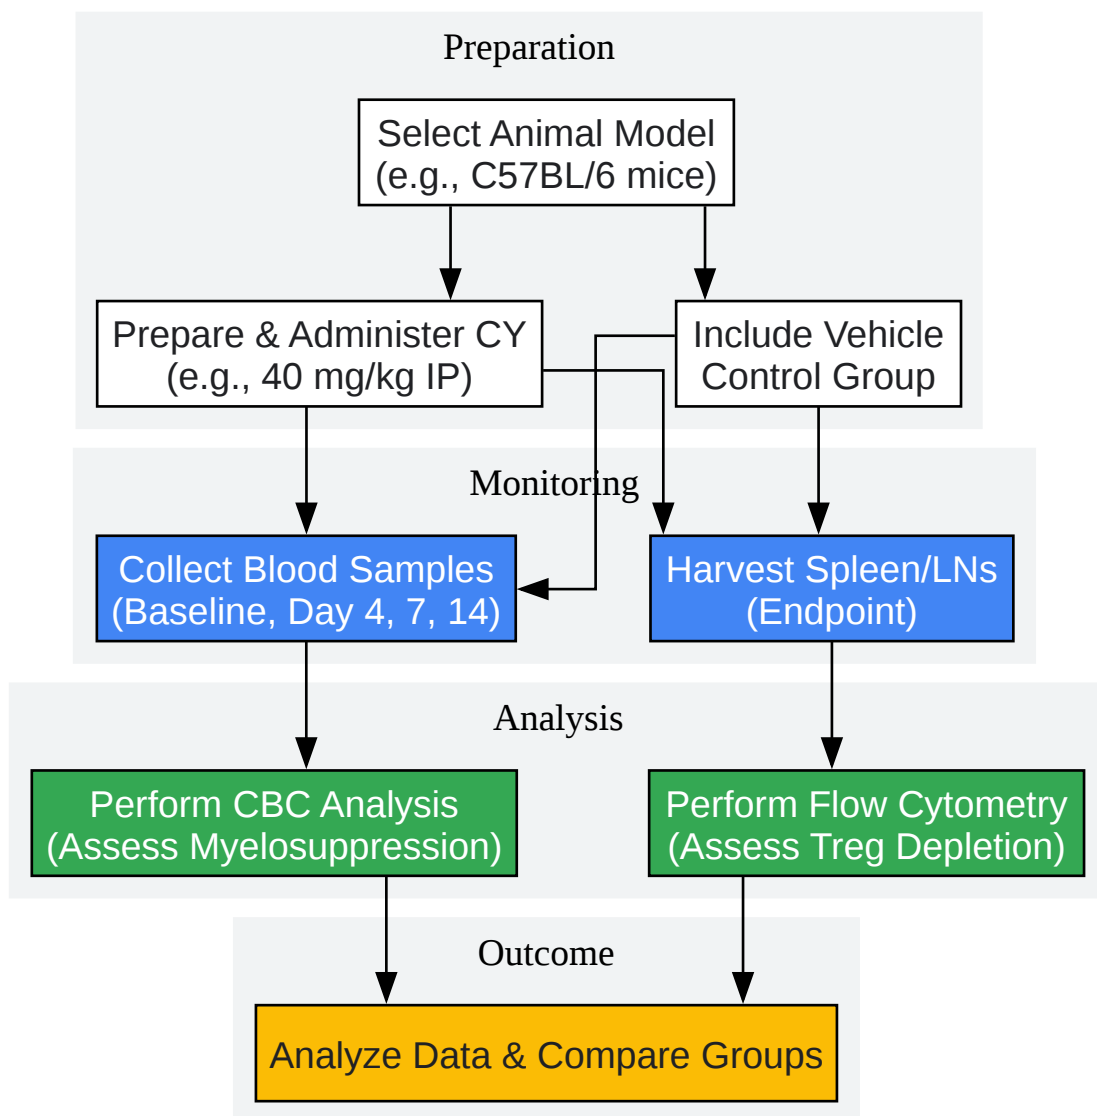 Preparation
Select Animal Model
(e.g., C57BL/6 mice)
Prepare & Administer CY
(e.g., 40 mg/kg IP)
Include Vehicle
Control Group
Monitoring
Collect Blood Samples
(Baseline, Day 4, 7, 14)
Harvest Spleen/LNs
(Endpoint)
Analysis
Perform CBC Analysis
(Assess Myelosuppression)
Perform Flow Cytometry
(Assess Treg Depletion)
Outcome
Analyze Data & Compare Groups